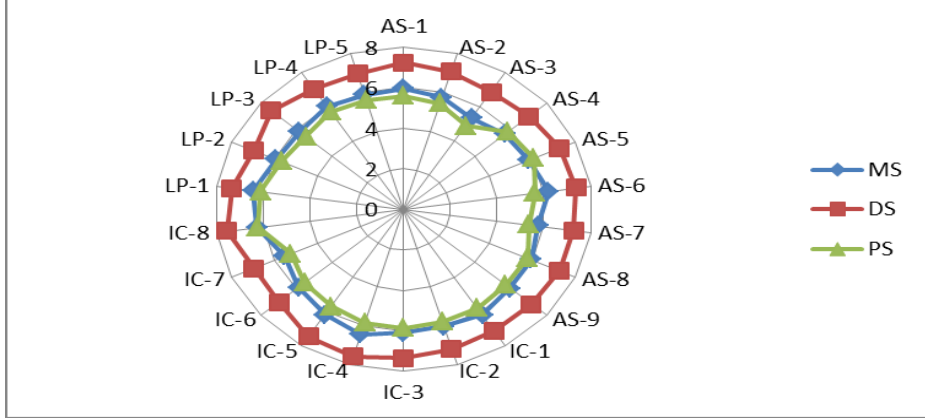 AS-1
AS-2
AS-3
AS-4
AS-5
AS-6
AS-7
AS-8
AS-9
IC-1
IC-2
IC-3
IC-4
IC-5
IC-6
IC-7
IC-8
LP-1
LP-2
LP-3
LP-4
LP-5
8
6
4
2
0
MS
DS
PS